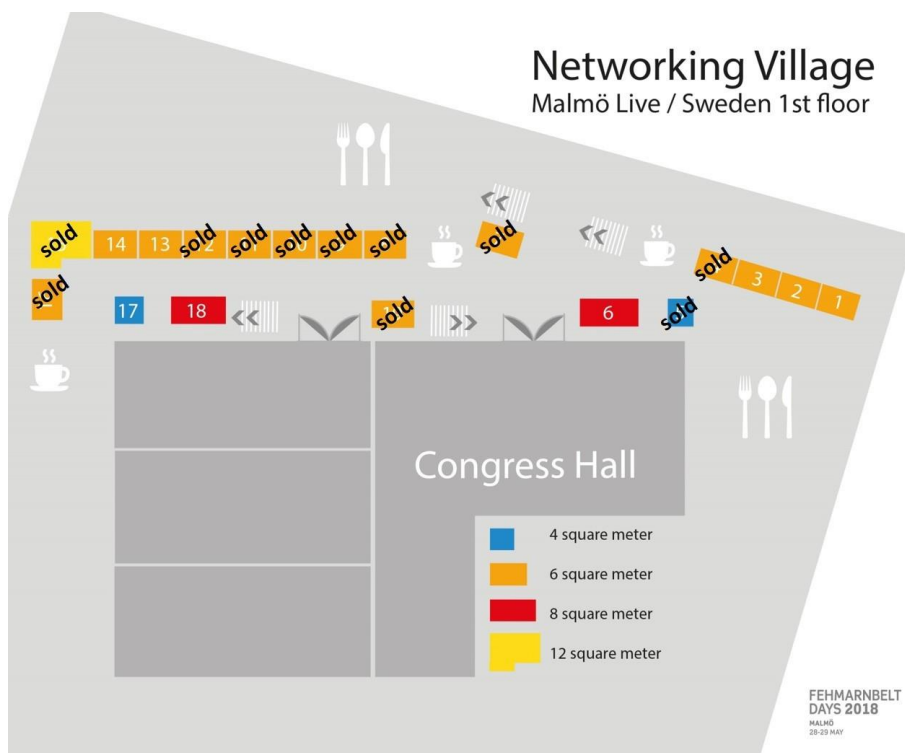 Networking Village
Malmö Live / Sweden 1st floor
sold
14
13
sold
12
sold
sold
sold
sold
sold
sold
3
2
1
sold
17
18
sold
6
sold
Congress Hall
4 square meter
6 square meter
8 square meter
12 square meter
FEHMARNBELT
DAYS 2018
MALMÖ
28-29 MAY